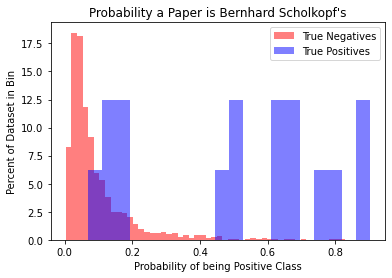 Probability a Paper is Bernhard Scholkopf's
True Negatives
True Positives
Percent of Dataset in Bin
17.5
15.0
12.5
10.0
7.5
5.0
2.5
0.0
0.0 0.2 0.4 0.6 0.8
Probability of being Positive Class